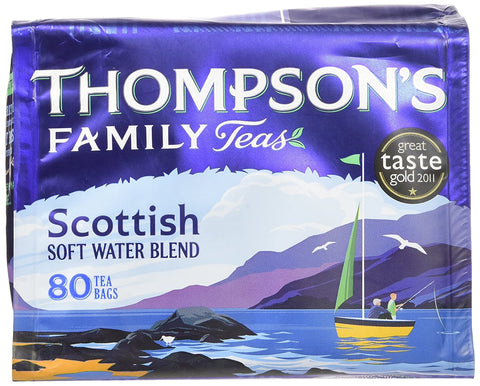 THOMPSON'S
FAMILY Teas
great
taste
gold 2011
Scottish
SOFT WATER BLEND
80 TEA
BAGS